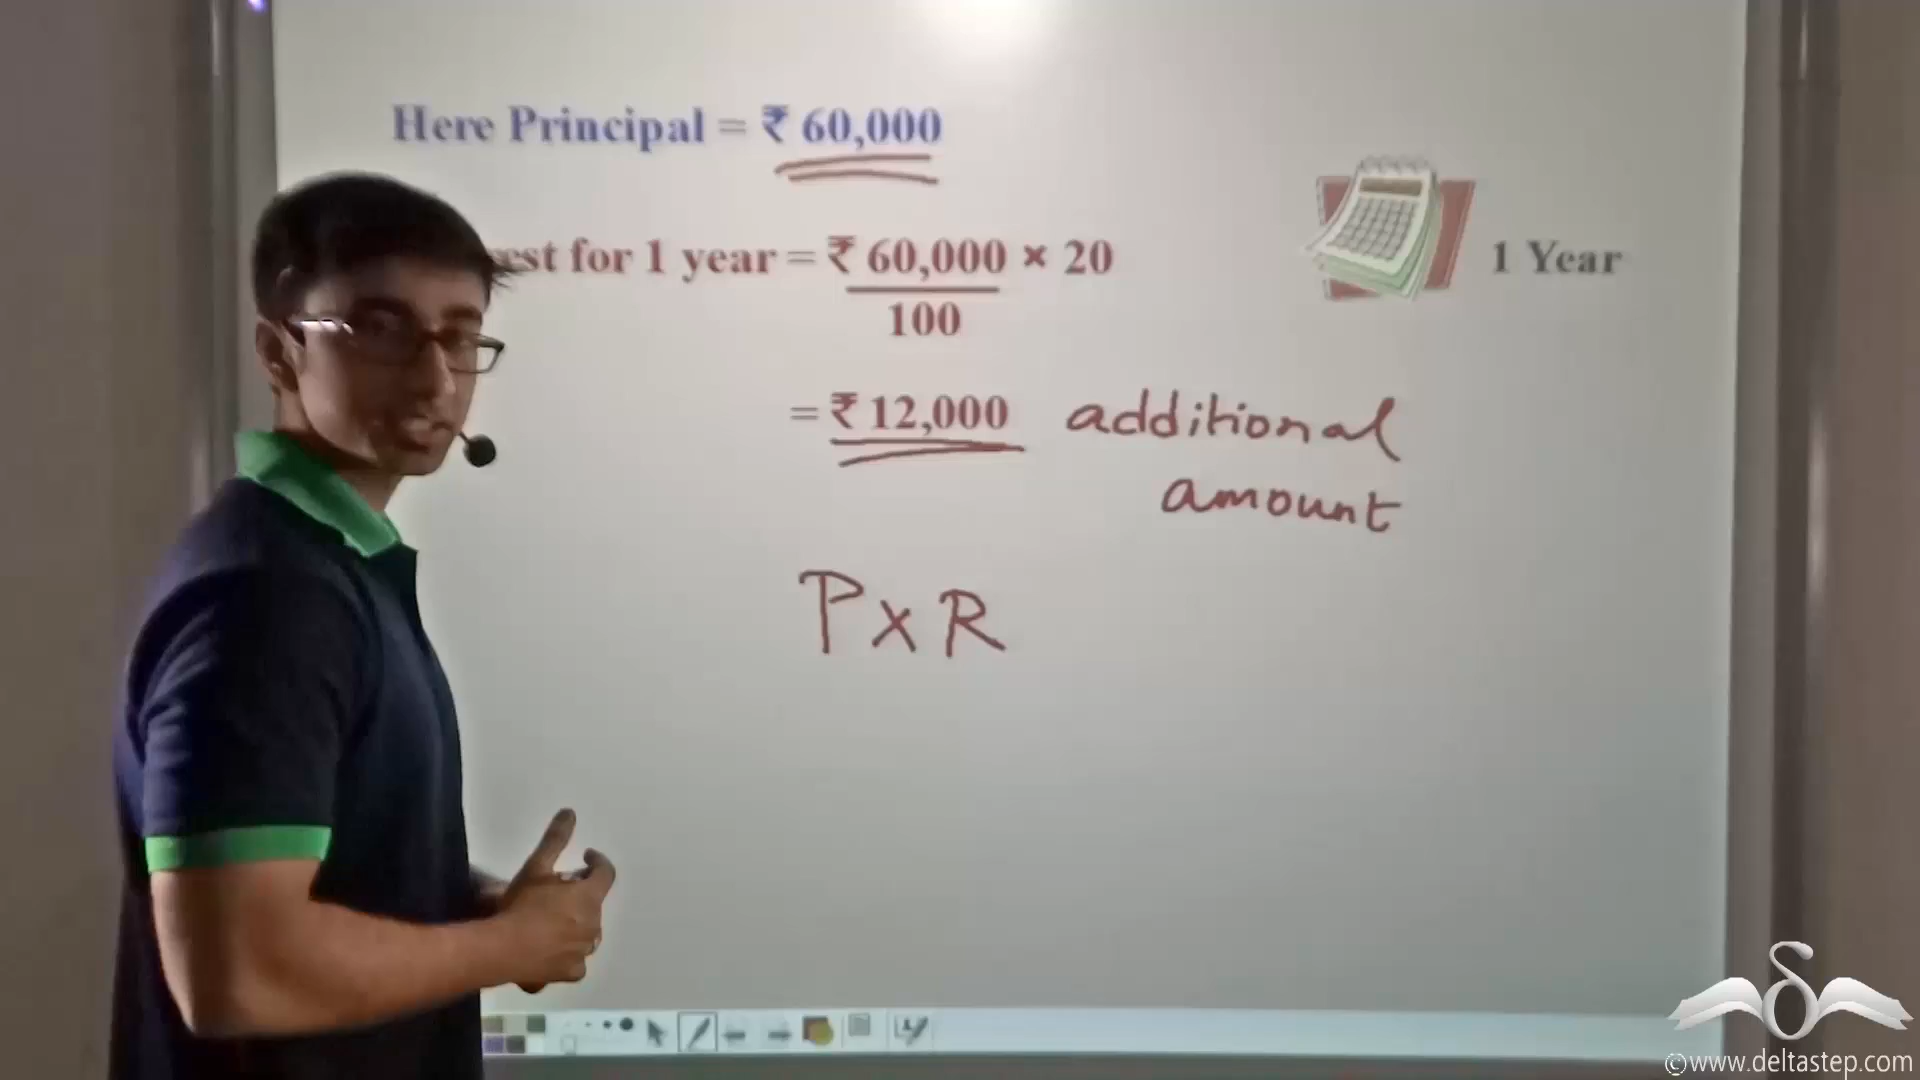 Here Principal = ₹ 60,000
est for 1 year = ₹ 60,000 × 20
100
1 Year
= ₹ 12,000 additional
amount
P x R
©www.deltastep.com